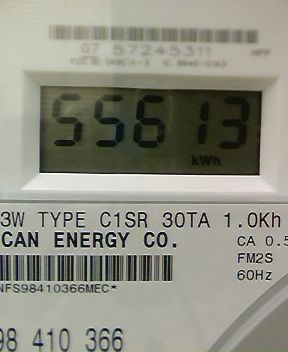 07 57245311
55613
kWh
3W TYPE C1SR 30TA 1.0Kh
CAN ENERGY CO.
CA 0.5
FM2S
60Hz
NFS98410366MEC*
98 410 366